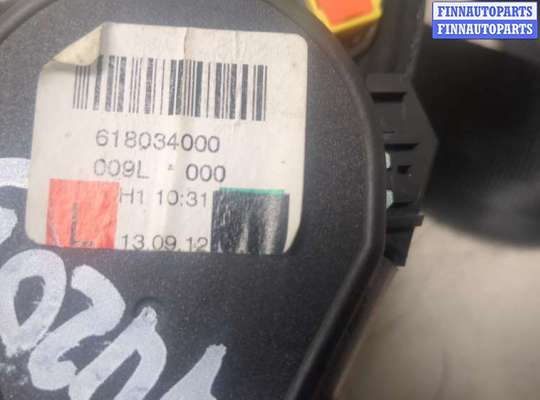 FINNAUTOPARTS
FINNAUTOPARTS
618034000
009L - 000
H1 10:31
13.09.12